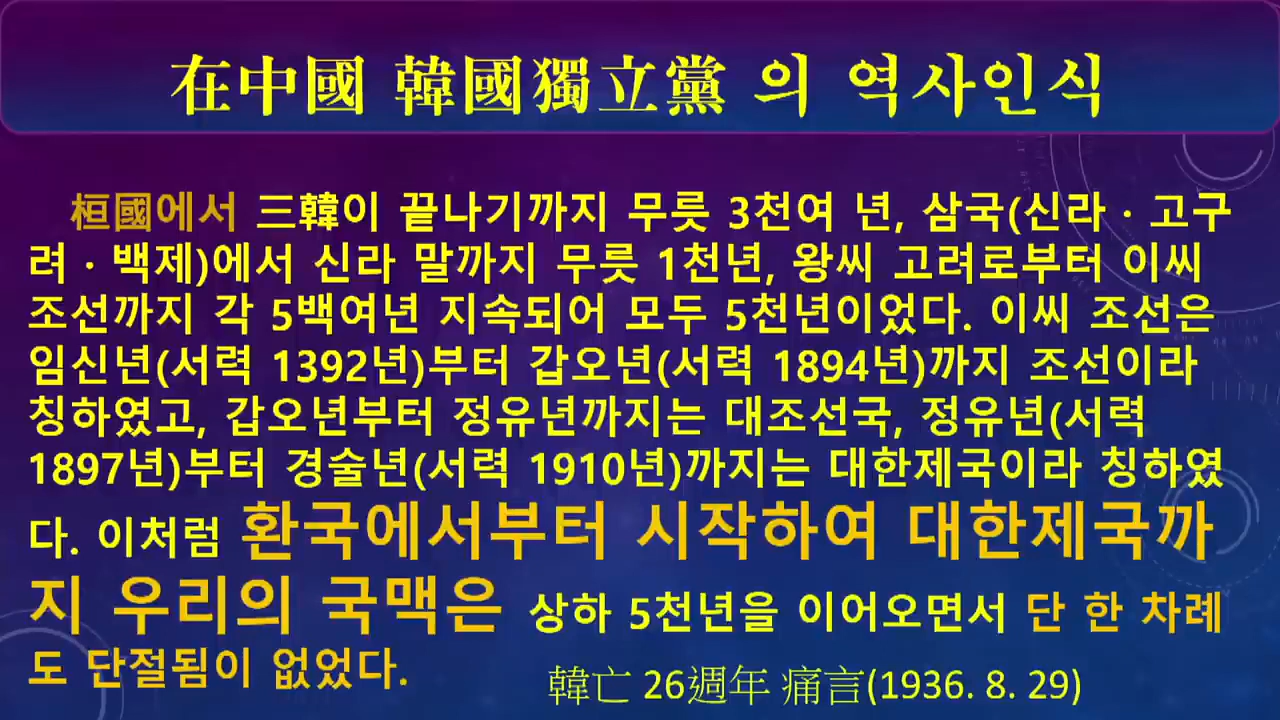 在中國 韓國獨立黨 의 역사인식
桓國에서 三韓이 끝나기까지 무릇 3천여 년, 삼국(신라 · 고구
려 · 백제)에서 신라 말까지 무릇 1천년, 왕씨 고려로부터 이씨
조선까지 각 5백여년 지속되어 모두 5천년이었다. 이씨 조선은
임신년(서력 1392년)부터 갑오년(서력 1894년)까지 조선이라
칭하였고, 갑오년부터 정유년까지는 대조선국, 정유년(서력
1897년)부터 경술년(서력 1910년)까지는 대한제국이라 칭하였
다. 이처럼 환국에서부터 시작하여 대한제국까
지 우리의 국맥은 상하 5천년을 이어오면서 단 한 차례
도 단절됨이 없었다.
韓亡 26週年 痛言(1936. 8. 29)